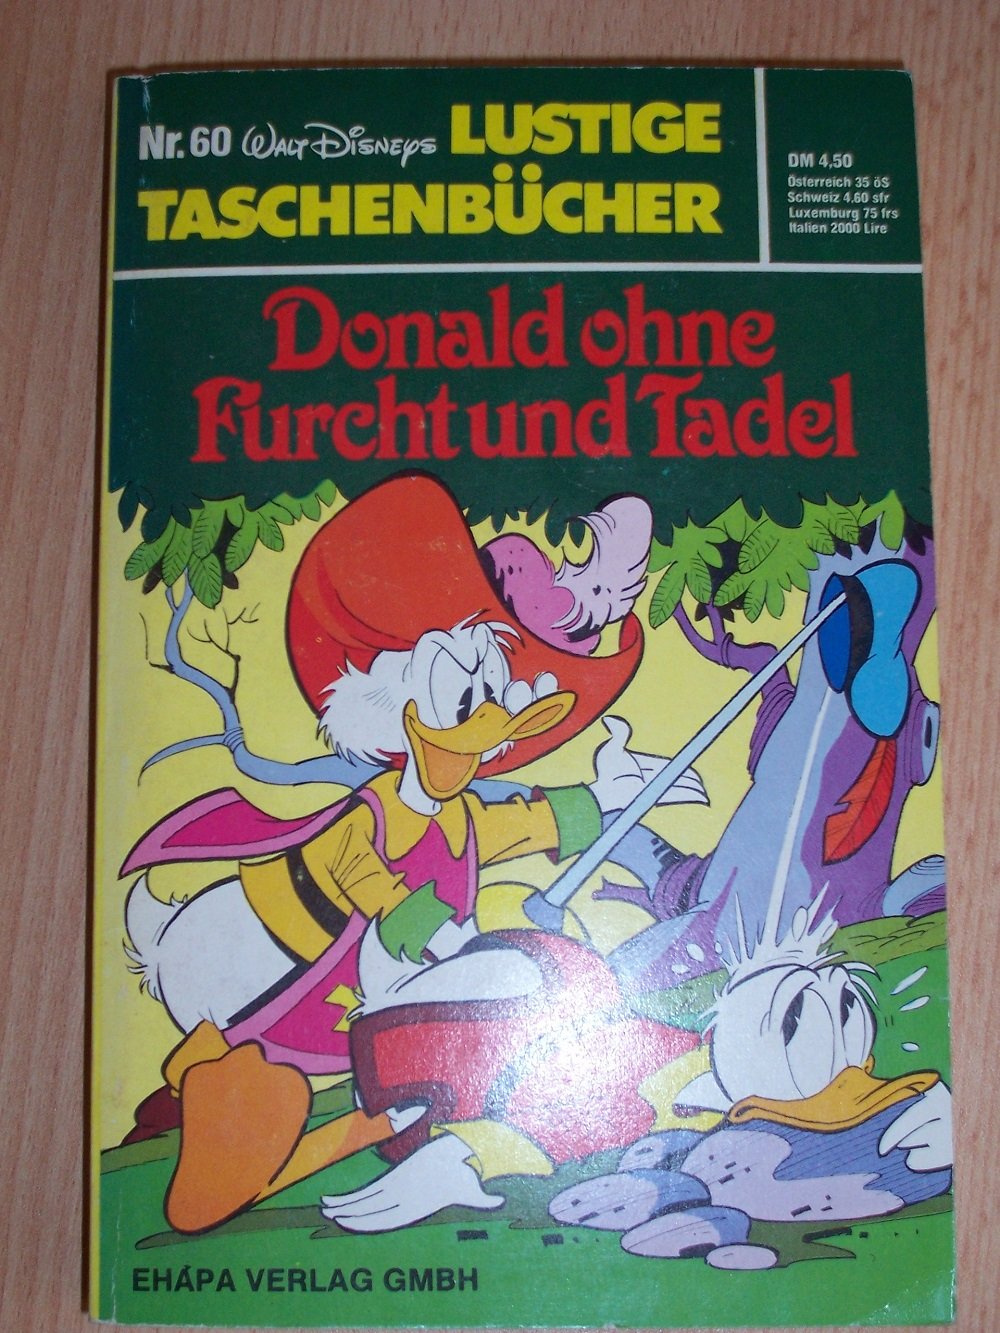 Nr. 60 WALT DISNEYS LUSTIGE
TASCHENBÜCHER
DM 4,50
Österreich 35 öS
Schweiz 4.60 sfr
Luxemburg 75 frs
Italien 2000 Lire
Donald ohne
Furcht und Tadel
EHÁPA VERLAG GMBH